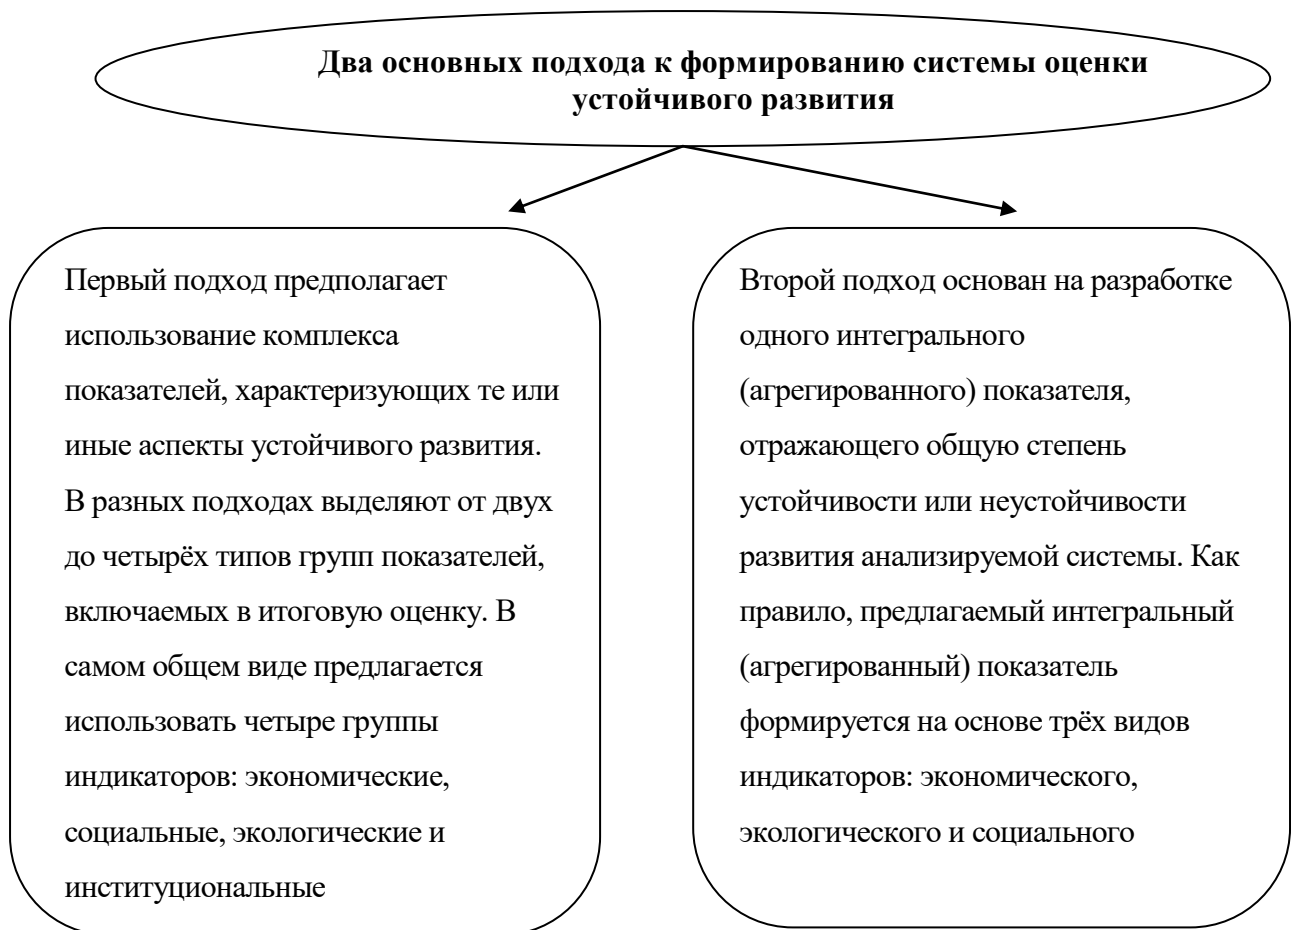 Два основных подхода к формированию системы оценки
устойчивого развития
Первый подход предполагает
использование комплекса
показателей, характеризующих те или
иные аспекты устойчивого развития.
В разных подходах выделяют от двух
до четырёх типов групп показателей,
включаемых в итоговую оценку. В
самом общем виде предлагается
использовать четыре группы
индикаторов: экономические,
социальные, экологические и
институциональные
Второй подход основан на разработке
одного интегрального
(агрегированного) показателя,
отражающего общую степень
устойчивости или неустойчивости
развития анализируемой системы. Как
правило, предлагаемый интегральный
(агрегированный) показатель
формируется на основе трёх видов
индикаторов: экономического,
экологического и социального